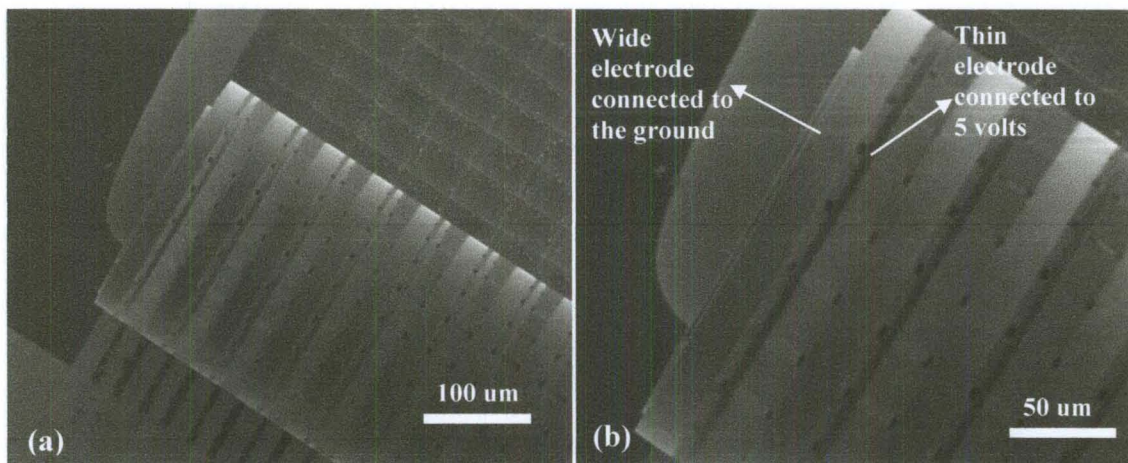 100 um
(a)
Wide
electrode
connected to
the ground
Thin
electrode
connected to
5 volts
50 um
(b)